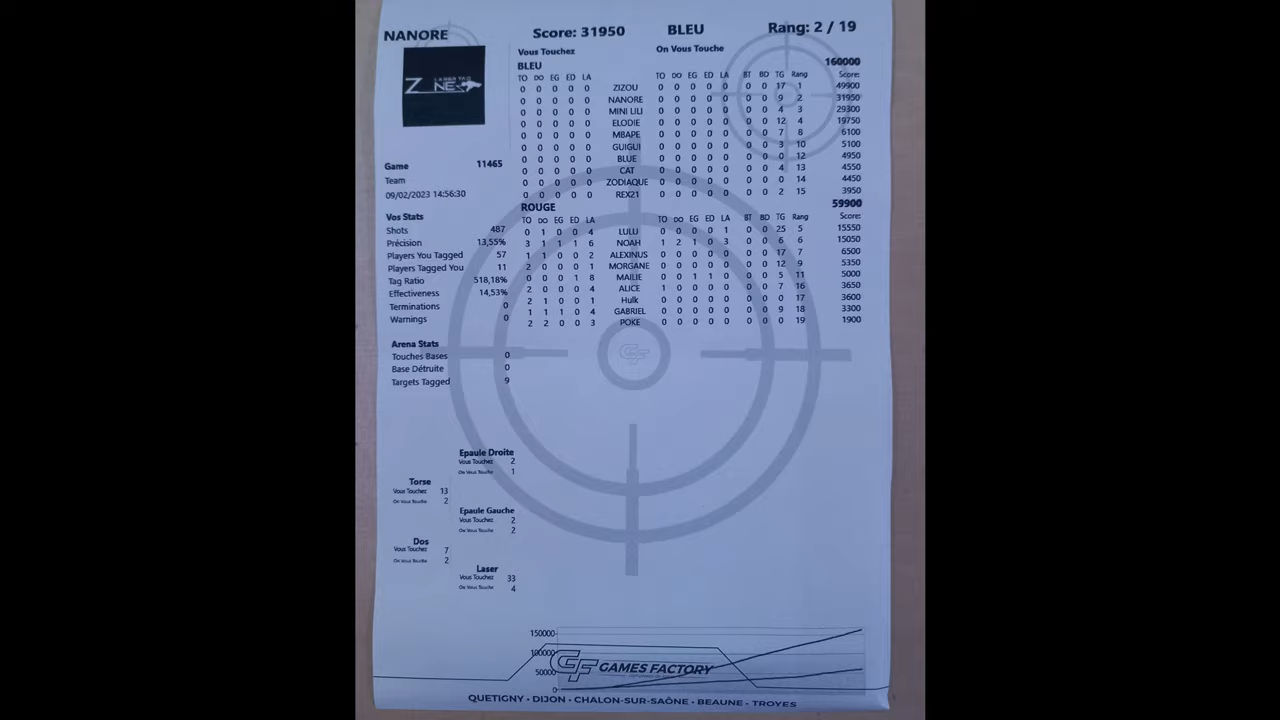 NANORE Score: 31950 BLEU Rang: 2 / 19
LASER TAG
ZONE
Vous Touchez On Vous Touche
BLEU 160000
TO DO EG ED LA TO DO EG ED LA BT BD TG Rang Score:
0 0 0 0 0 ZIZOU 0 0 0 0 0 0 0 17 1 49900
0 0 0 0 0 NANORE 0 0 0 0 0 0 0 9 2 31950
0 0 0 0 0 MINI LILI 0 0 0 0 0 0 0 4 3 29300
0 0 0 0 0 ELODIE 0 0 0 0 0 0 0 12 4 19750
0 0 0 0 0 MBAPE 0 0 0 0 0 0 0 7 8 6100
0 0 0 0 0 GUIGUI 0 0 0 0 0 0 0 3 10 5100
0 0 0 0 0 BLUE 0 0 0 0 0 0 0 0 12 4950
0 0 0 0 0 CAT 0 0 0 0 0 0 0 4 13 4550
0 0 0 0 0 ZODIAQUE 0 0 0 0 0 0 0 0 14 4450
0 0 0 0 0 REX21 0 0 0 0 0 0 0 2 15 3950
ROUGE 59900
TO DO EG ED LA TO DO EG ED LA BT BD TG Rang Score:
0 1 0 0 4 LULU 0 0 0 0 1 0 0 25 5 15550
3 1 1 1 6 NOAH 1 2 1 0 3 0 0 6 6 15050
1 1 0 0 2 ALEXINUS 0 0 0 0 0 0 0 17 7 6500
2 0 0 0 1 MORGANE 0 0 0 0 0 0 0 12 9 5350
0 0 0 1 8 MAILIE 0 0 1 1 0 0 0 5 11 5000
2 0 0 0 4 ALICE 1 0 0 0 0 0 0 7 16 3650
2 1 0 0 1 Hulk 0 0 0 0 0 0 0 0 17 3600
1 1 1 0 4 GABRIEL 0 0 0 0 0 0 0 9 18 3300
2 2 0 0 3 POKE 0 0 0 0 0 0 0 0 19 1900
Game 11465
Team
09/02/2023 14:56:30
Vos Stats
Shots 487
Précision 13,55%
Players You Tagged 57
Players Tagged You 11
Tag Ratio 518,18%
Effectiveness 14,53%
Terminations 0
Warnings 0
Arena Stats
Touches Bases 0
Base Détruite 0
Targets Tagged 9
GF
Epaule Droite
Vous Touchez 2
On Vous Touche 1
Torse
Vous Touchez 13
On Vous Touche 2
Epaule Gauche
Vous Touchez 2
On Vous Touche 2
Dos
Vous Touchez 7
On Vous Touche 2
Laser
Vous Touchez 33
On Vous Touche 4
150000
100000
50000
0
GF GAMES FACTORY
QUETIGNY • DIJON • CHALON-SUR-SAÔNE • BEAUNE • TROYES